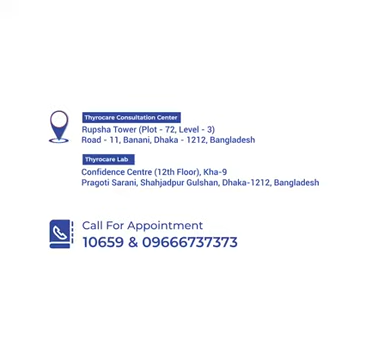 Thyrocare Consultation Center
Rupsha Tower (Plot - 72, Level - 3)
Road - 11, Banani, Dhaka - 1212, Bangladesh
Thyrocare Lab
Confidence Centre (12th Floor), Kha-9
Pragoti Sarani, Shahjadpur Gulshan, Dhaka-1212, Bangladesh
Call For Appointment
10659 & 09666737373